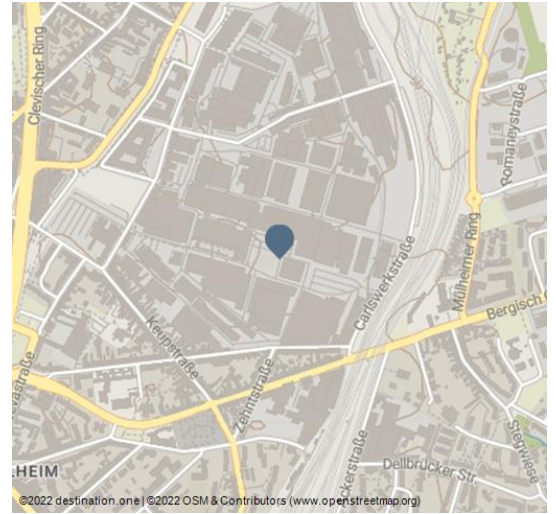 Clevischer Ring
Romaneystraße
Mülheimer Ring
Carlswerkstraße
Bergisch
Keupstraße
Zehntstraße
Stegwiese
Dellbrücker Str.
©2022 destination.one | ©2022 OSM & Contributors (www.openstreetmap.org)